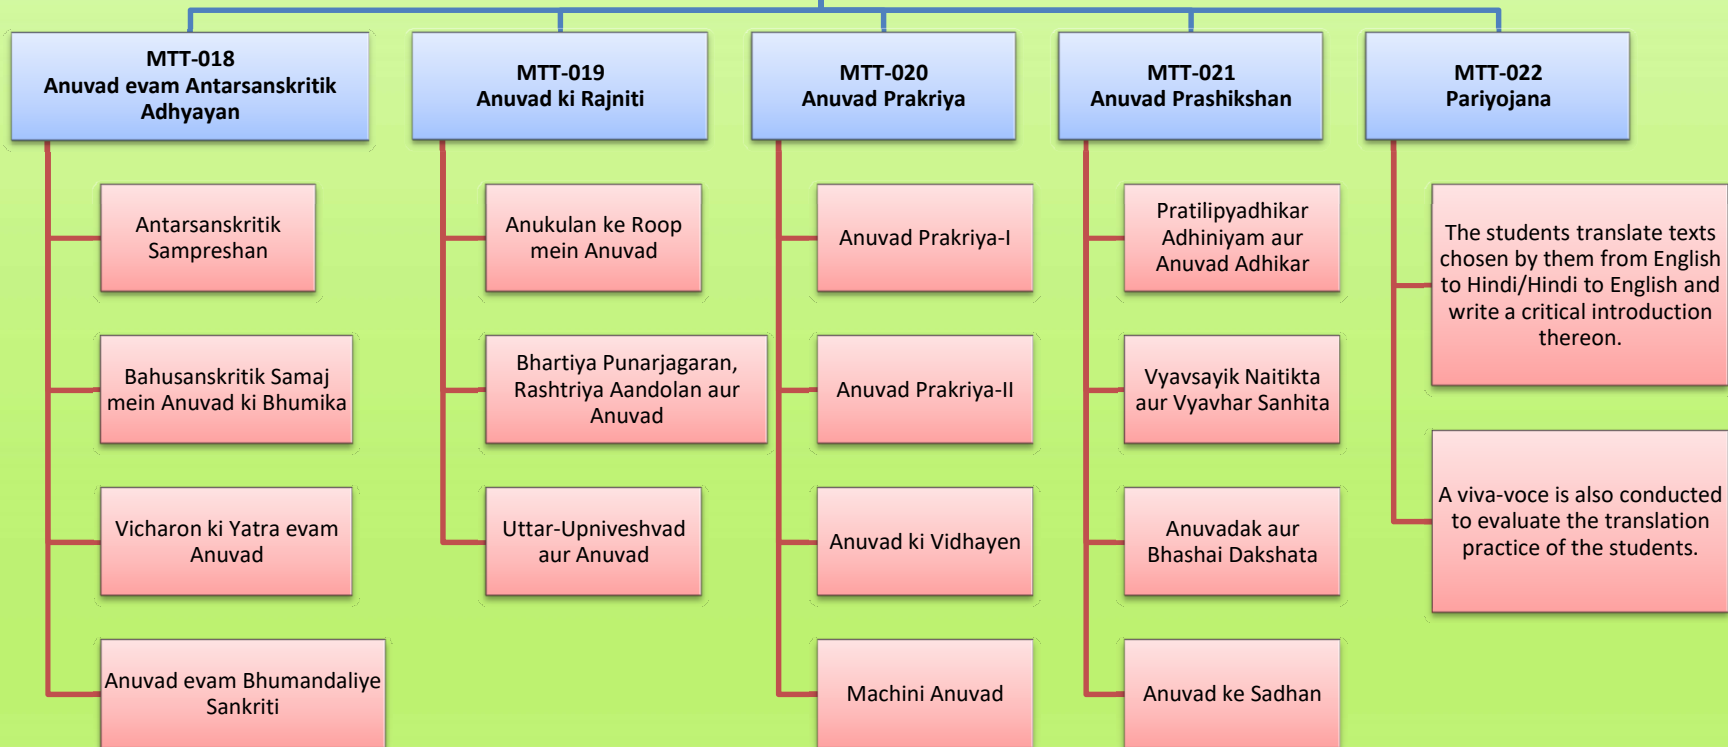 MTT-018
Anuvad evam Antarsanskritik
Adhyayan
Antarsanskritik
Sampreshan
Bahusanskritik Samaj
mein Anuvad ki Bhumika
Vicharon ki Yatra evam
Anuvad
Anuvad evam Bhumandaliye
Sankriti
MTT-019
Anuvad ki Rajniti
Anukulan ke Roop
mein Anuvad
Bhartiya Punarjagaran,
Rashtriya Aandolan aur
Anuvad
Uttar-Upniveshvad
aur Anuvad
MTT-020
Anuvad Prakriya
Anuvad Prakriya-I
Anuvad Prakriya-II
Anuvad ki Vidhayen
Machini Anuvad
MTT-021
Anuvad Prashikshan
Pratilipyadhikar
Adhiniyam aur
Anuvad Adhikar
Vyavsayik Naitikta
aur Vyavhar Sanhita
Anuvadak aur
Bhashai Dakshata
Anuvad ke Sadhan
MTT-022
Pariyojana
The students translate texts
chosen by them from English
to Hindi/Hindi to English and
write a critical introduction
thereon.
A viva-voce is also conducted
to evaluate the translation
practice of the students.